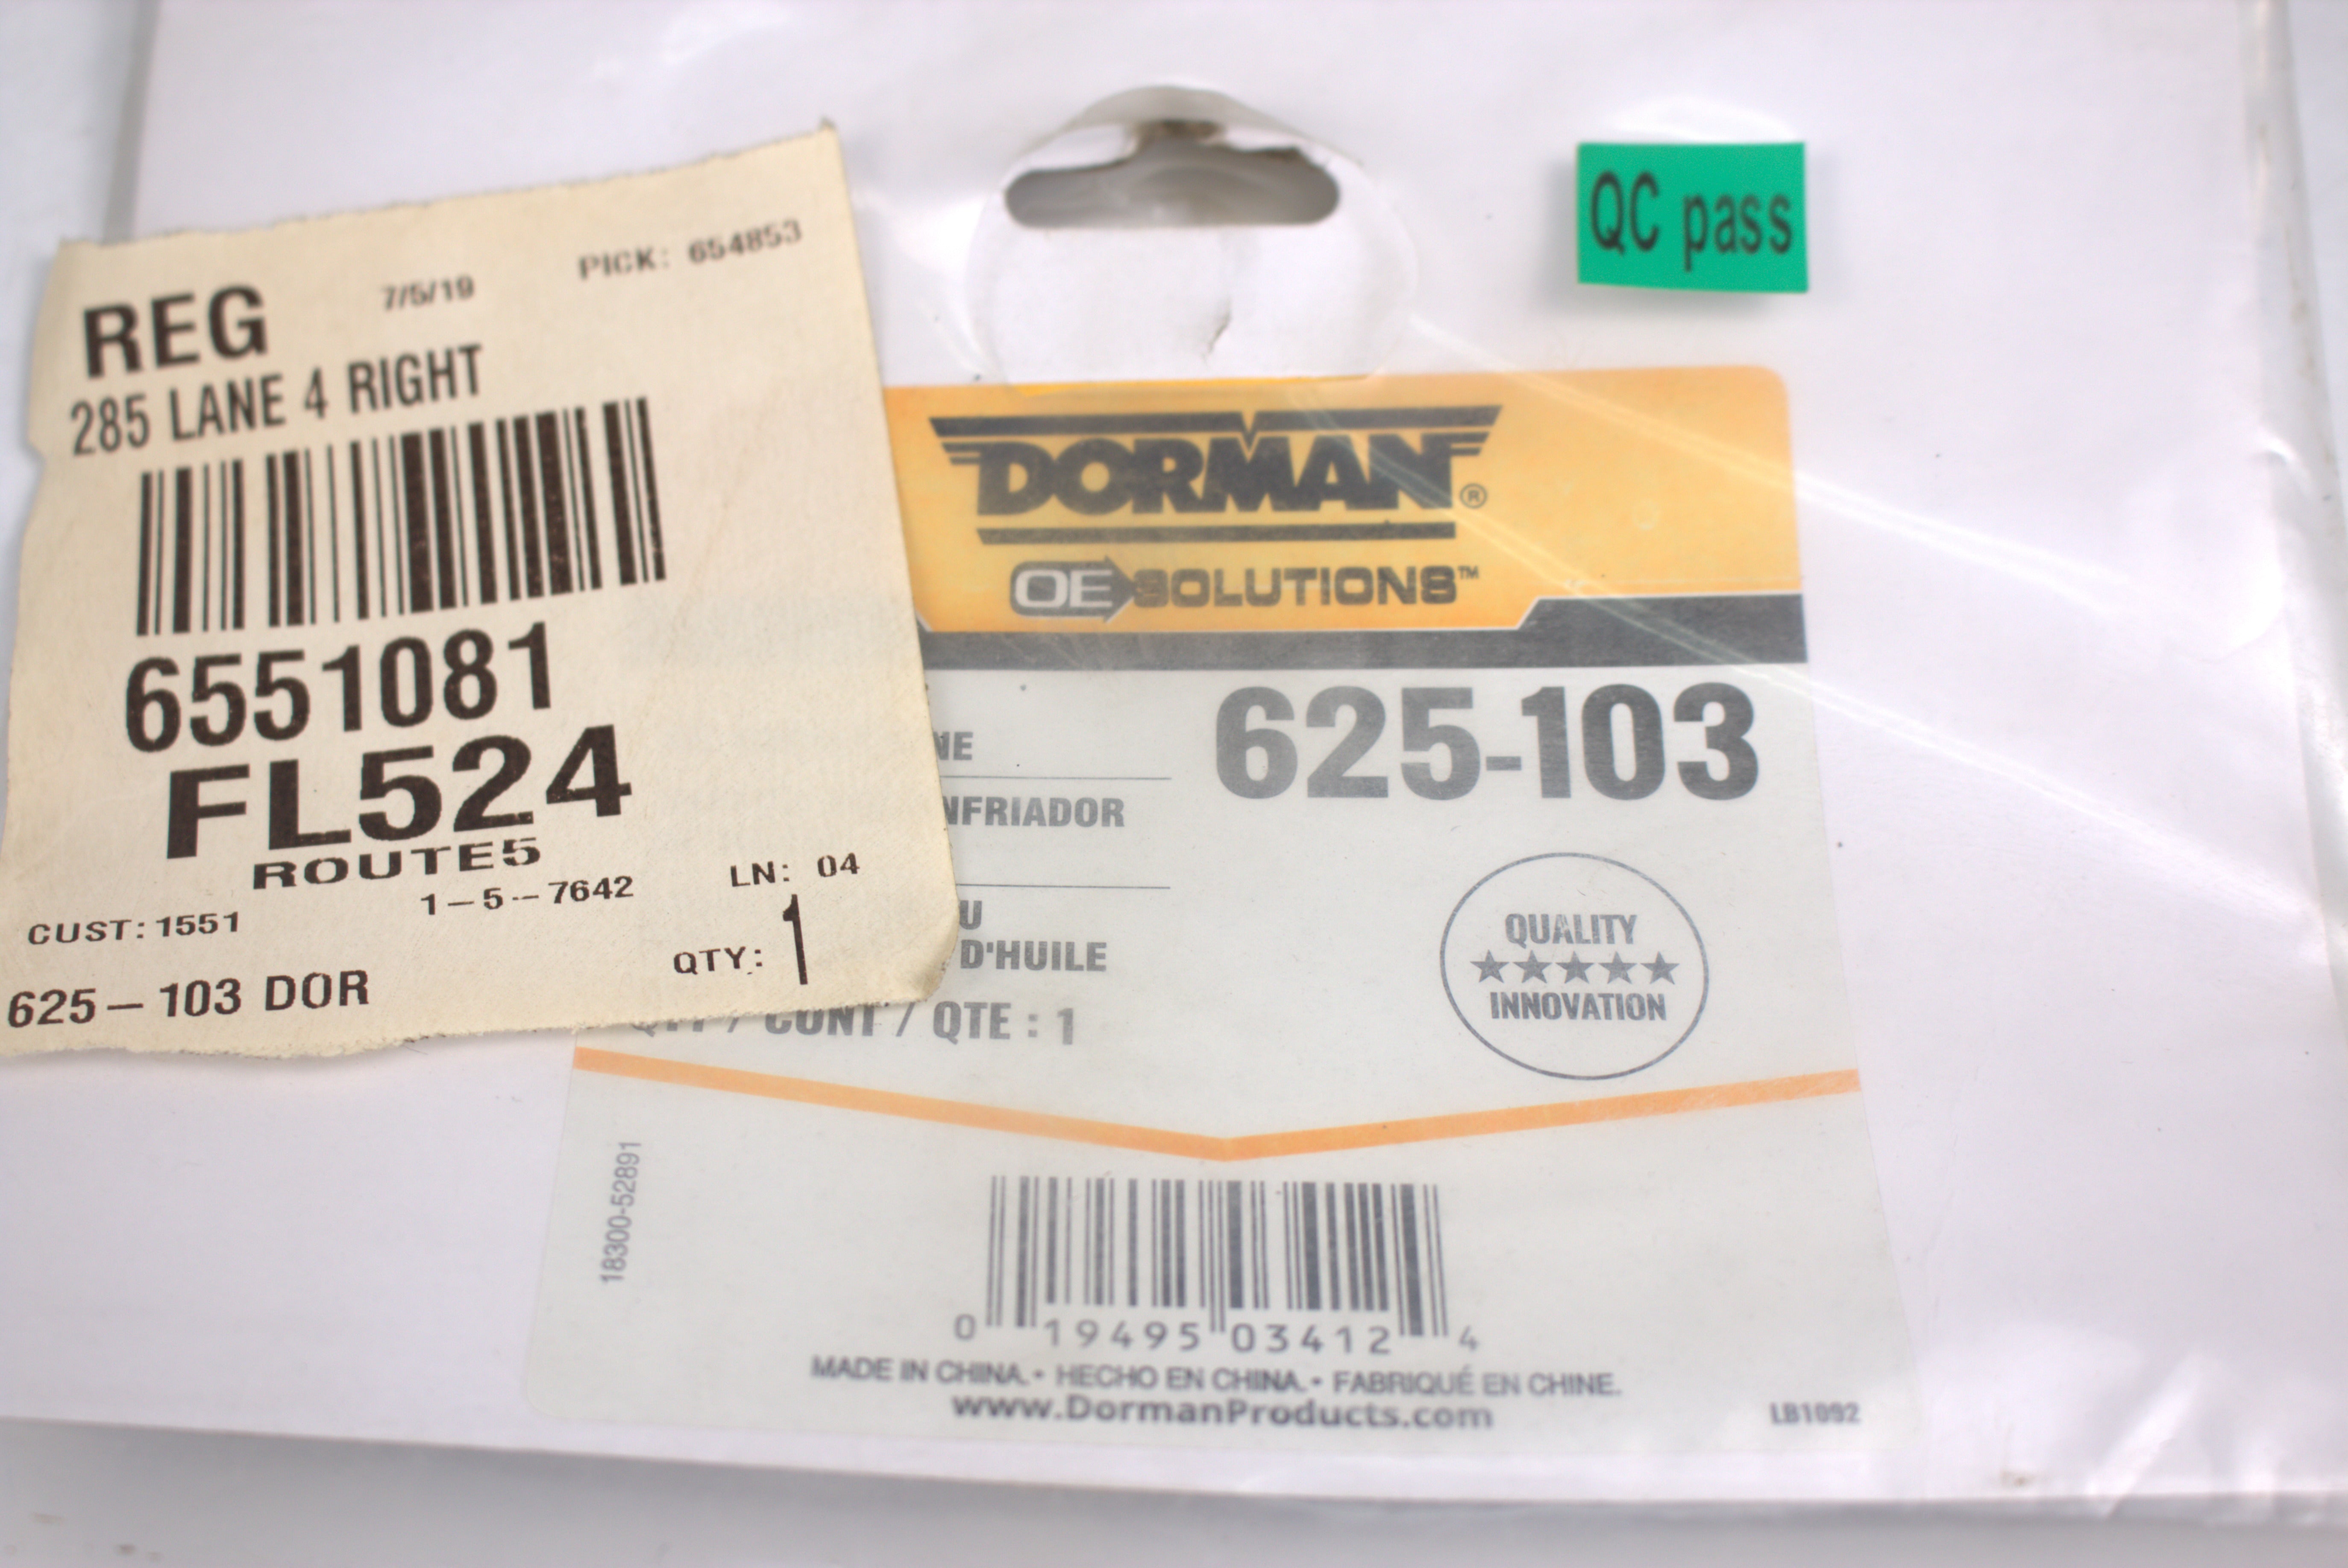 REG 7/5/19 PICK: 654853
285 LANE 4 RIGHT
6551081
FL524
ROUTE5
1-5--7642 LN: 04
CUST: 1551
QTY: 1
625-103 DOR
QC pass
DORMAN®
OE SOLUTIONS™
625-103
NE
NFRIADOR
U
D'HUILE
QTY / CONT / QTE : 1
QUALITY
INNOVATION
18300-52891
0 19495 03412 4
MADE IN CHINA. • HECHO EN CHINA. • FABRIQUÉ EN CHINE.
www.DormanProducts.com
LB1092